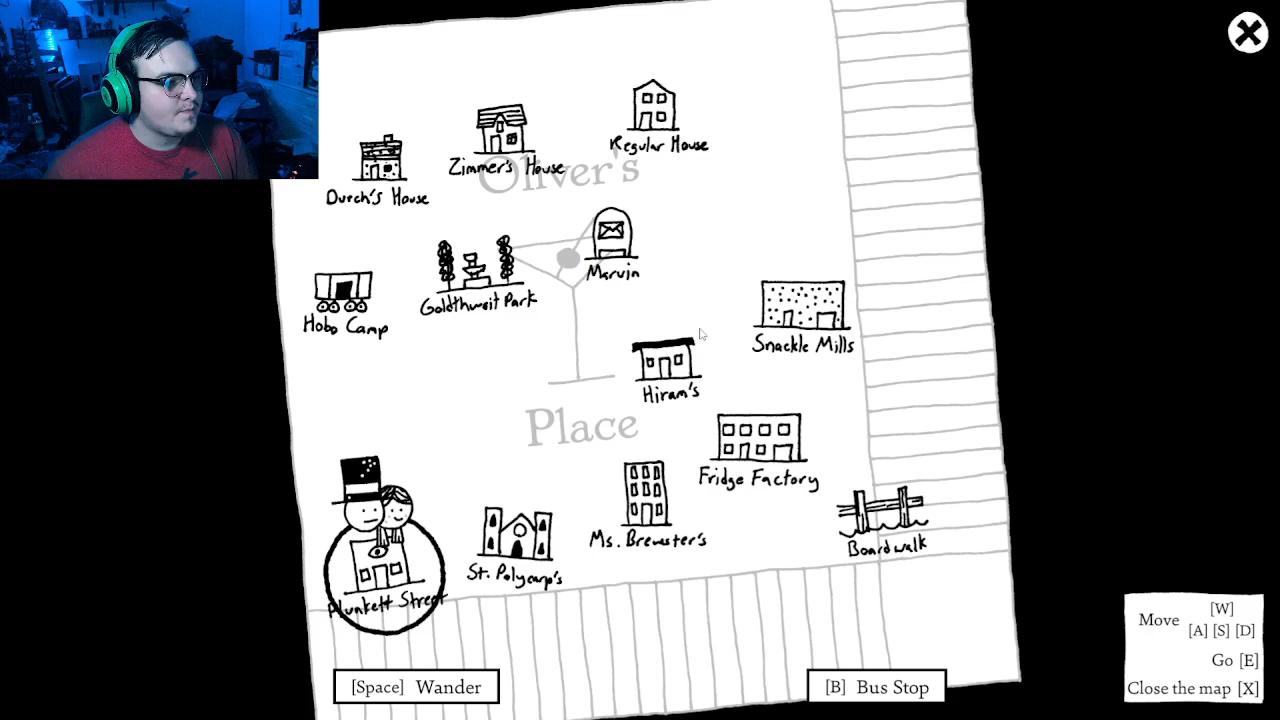 Regular House
Zimmer's House
Oliver's
Durch's House
Marvin
Goldthwait Park
Hobo Camp
Snackle Mills
Hiram's
Place
Fridge Factory
Ms. Brewster's
Boardwalk
St. Polycarp's
Plunkett Street
Move [W]
[A] [S] [D]
Go [E]
Close the map [X]
[Space] Wander
[B] Bus Stop